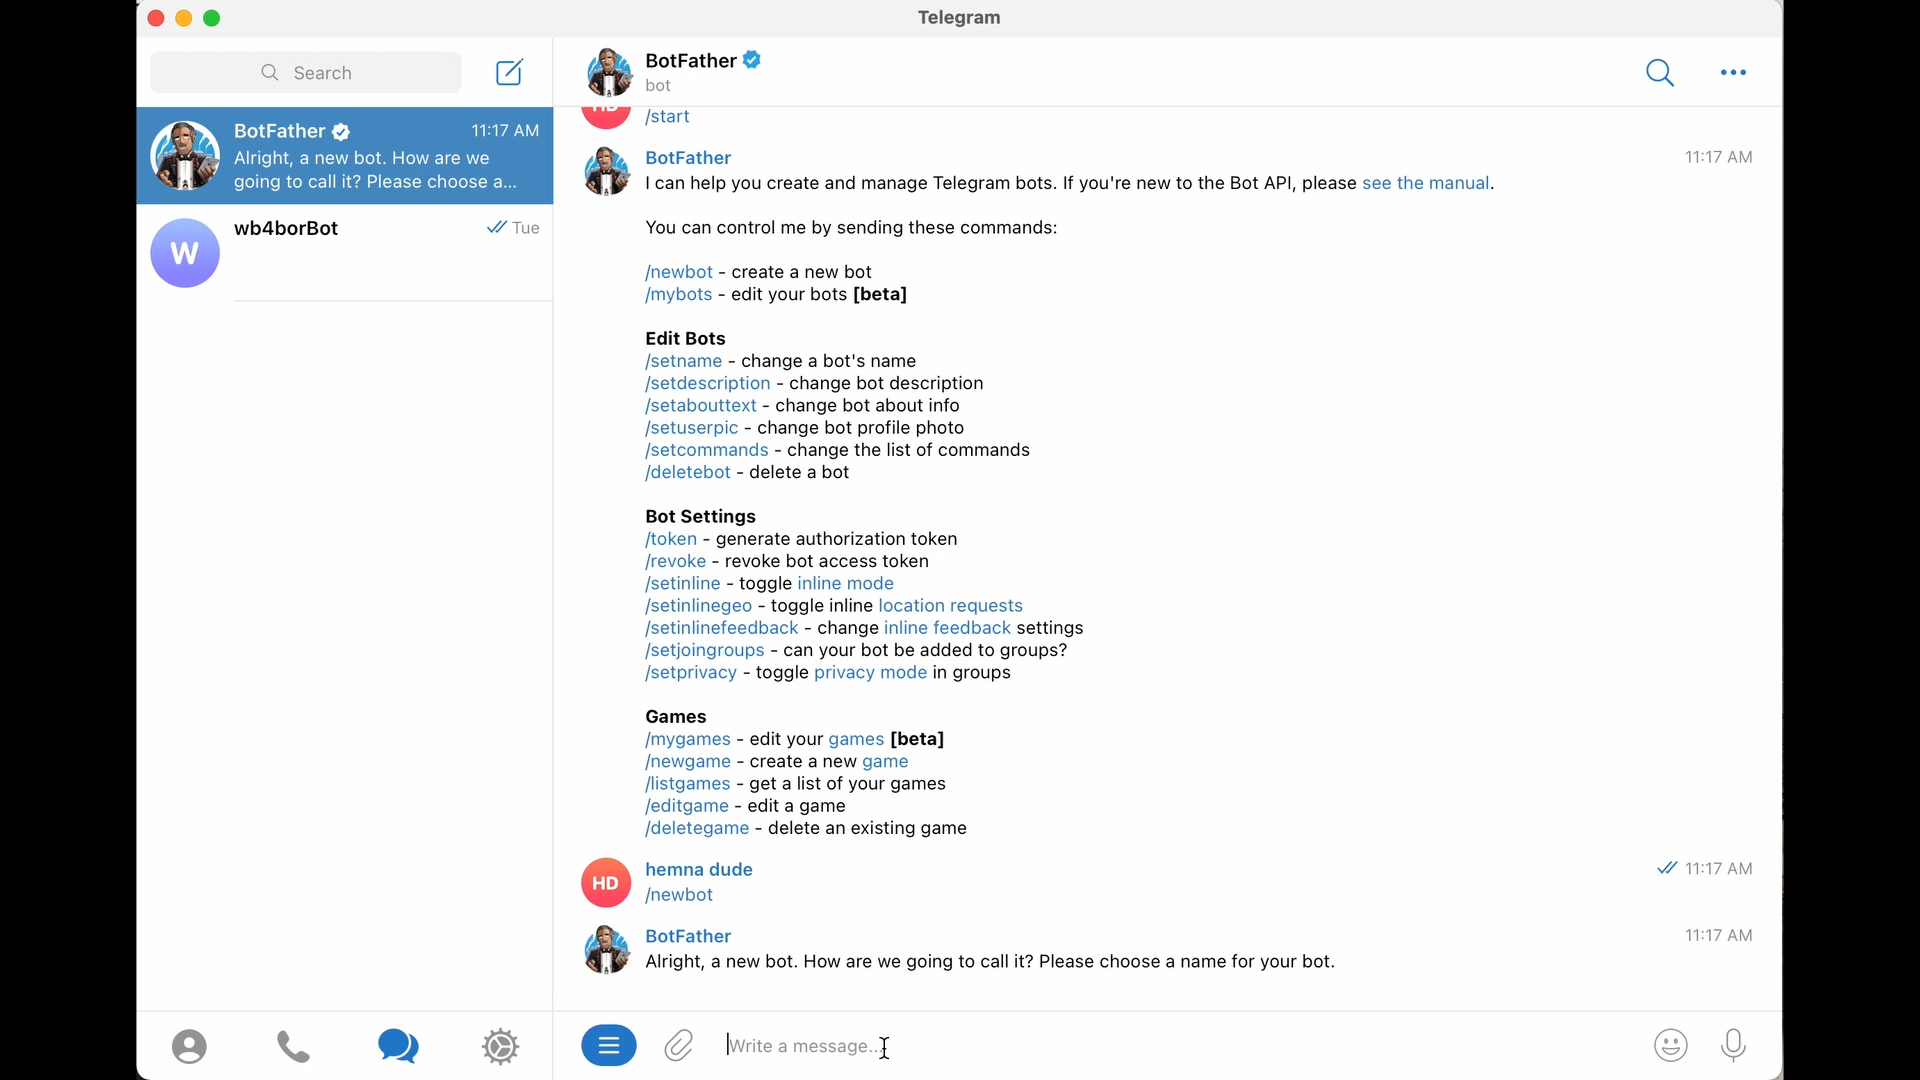 Telegram
Search
BotFather
11:17 AM
Alright, a new bot. How are we
going to call it? Please choose a...
W
wb4borBot
Tue
BotFather
bot
HD
/start
BotFather
11:17 AM
I can help you create and manage Telegram bots. If you're new to the Bot API, please see the manual.
You can control me by sending these commands:
/newbot - create a new bot
/mybots - edit your bots [beta]
Edit Bots
/setname - change a bot's name
/setdescription - change bot description
/setabouttext - change bot about info
/setuserpic - change bot profile photo
/setcommands - change the list of commands
/deletebot - delete a bot
Bot Settings
/token - generate authorization token
/revoke - revoke bot access token
/setinline - toggle inline mode
/setinlinegeo - toggle inline location requests
/setinlinefeedback - change inline feedback settings
/setjoingroups - can your bot be added to groups?
/setprivacy - toggle privacy mode in groups
Games
/mygames - edit your games [beta]
/newgame - create a new game
/listgames - get a list of your games
/editgame - edit a game
/deletegame - delete an existing game
HD
hemna dude
11:17 AM
/newbot
BotFather
11:17 AM
Alright, a new bot. How are we going to call it? Please choose a name for your bot.
Write a message...